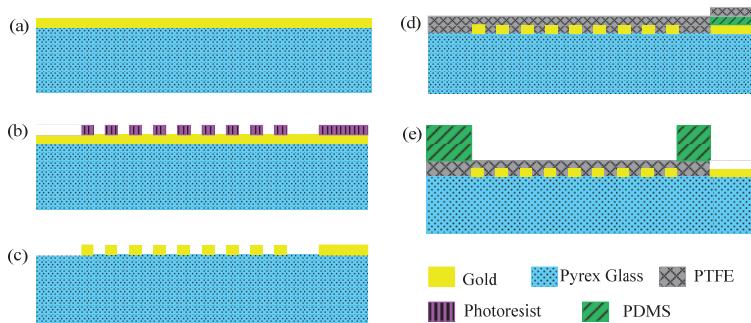 (a)
(b)
(c)
(d)
(e)
Gold
Pyrex Glass
PTFE
Photoresist
PDMS